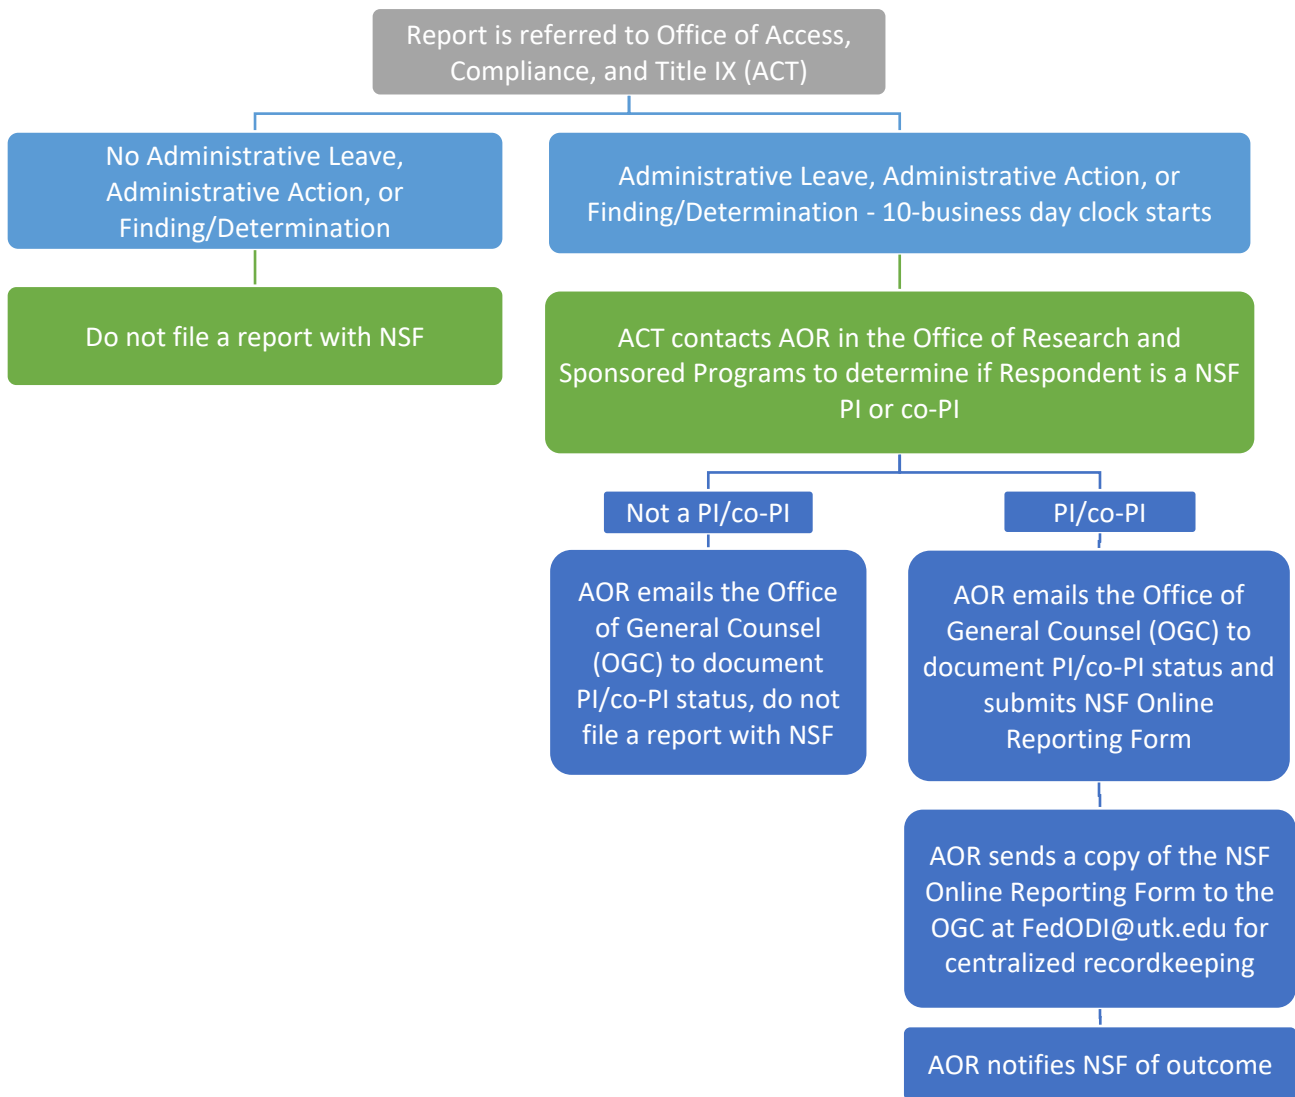 Report is referred to Office of Access,
Compliance, and Title IX (ACT)
No Administrative Leave,
Administrative Action, or
Finding/Determination
Administrative Leave, Administrative Action, or
Finding/Determination - 10-business day clock starts
Do not file a report with NSF
ACT contacts AOR in the Office of Research and
Sponsored Programs to determine if Respondent is a NSF
PI or co-PI
Not a PI/co-PI
PI/co-PI
AOR emails the Office
of General Counsel
(OGC) to document
PI/co-PI status, do not
file a report with NSF
AOR emails the Office of
General Counsel (OGC) to
document PI/co-PI status and
submits NSF Online
Reporting Form
AOR sends a copy of the NSF
Online Reporting Form to the
OGC at FedODI@utk.edu for
centralized recordkeeping
AOR notifies NSF of outcome